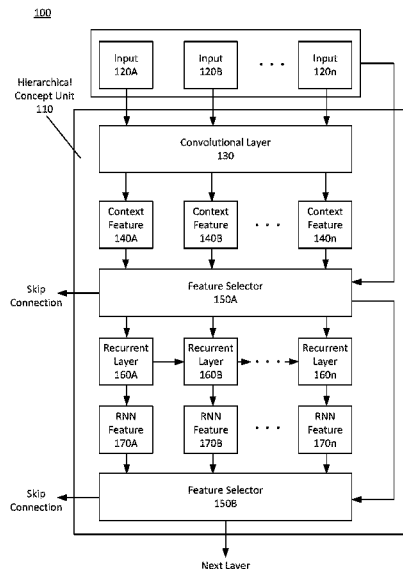 100
Input
120A
Input
120B
. . .
Input
120n
Hierarchical
Concept Unit
110
Convolutional Layer
130
Context
Feature
140A
Context
Feature
140B
. . .
Context
Feature
140n
Skip
Connection
Feature Selector
150A
Recurrent
Layer
160A
Recurrent
Layer
160B
. . .
Recurrent
Layer
160n
RNN
Feature
170A
RNN
Feature
170B
. . .
RNN
Feature
170n
Skip
Connection
Feature Selector
150B
Next Layer